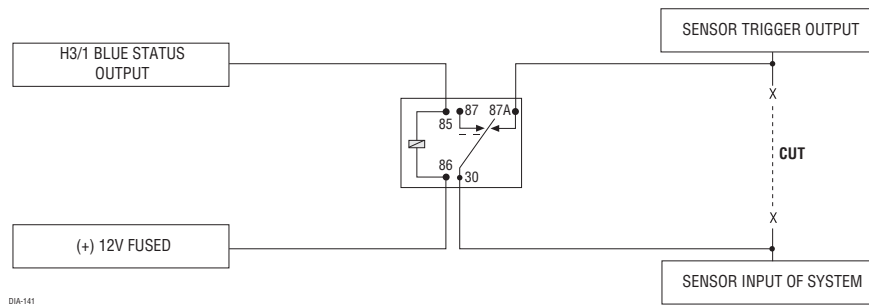 SENSOR TRIGGER OUTPUT
H3/1 BLUE STATUS
OUTPUT
X
87 87A
85
CUT
86
30
X
(+) 12V FUSED
SENSOR INPUT OF SYSTEM
DIA-141